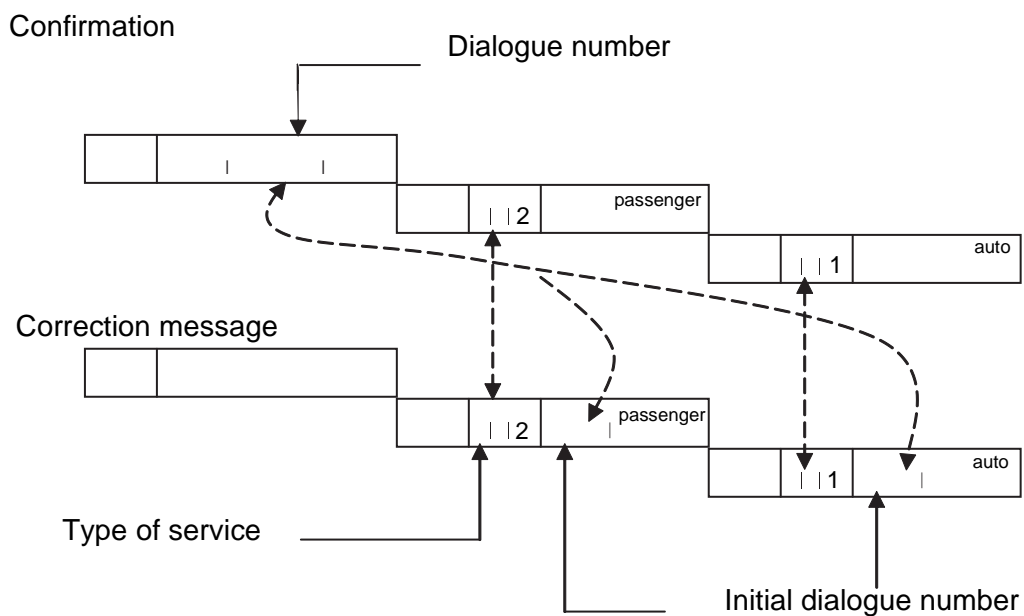 Confirmation
Dialogue number
passenger
2
auto
1
Correction message
passenger
2
auto
1
Type of service
Initial dialogue number